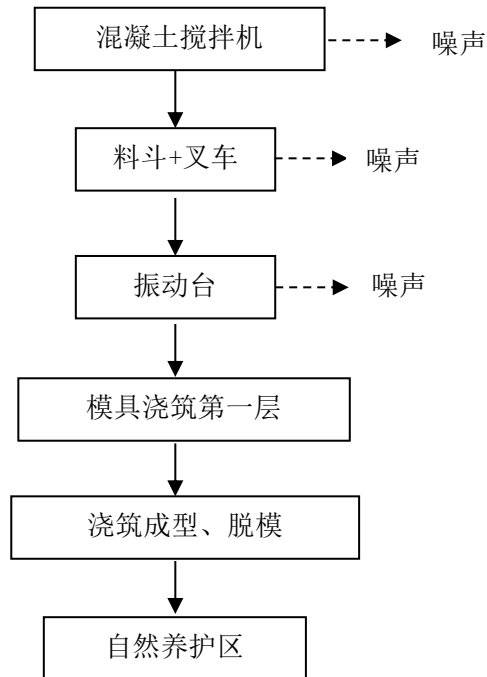 混凝土搅拌机
噪声
料斗+叉车
噪声
振动台
噪声
模具浇筑第一层
浇筑成型、脱模
自然养护区